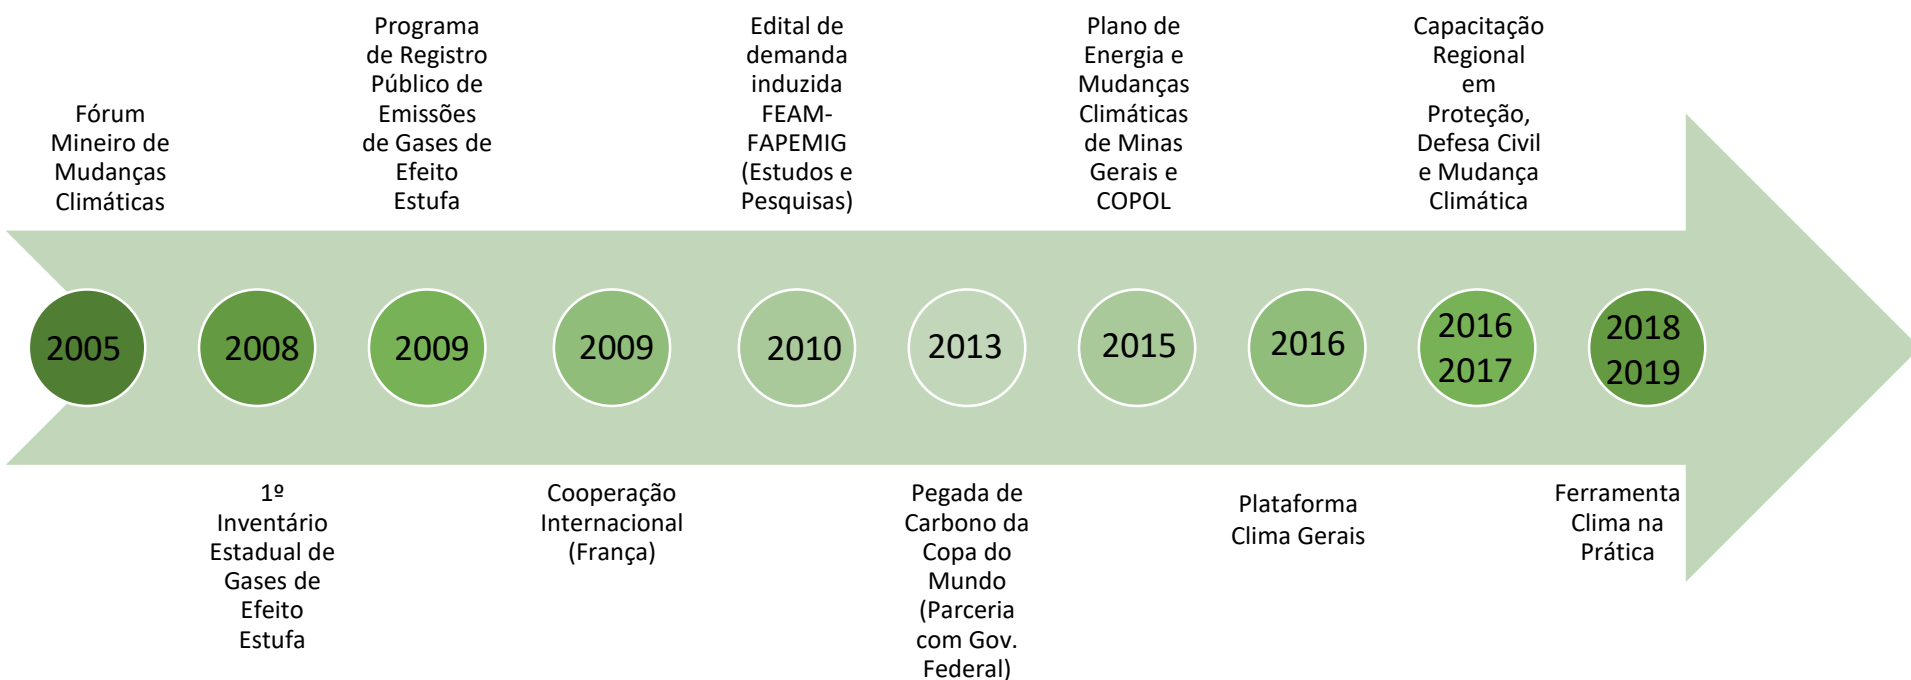 Fórum
Mineiro de
Mudanças
Climáticas
Programa
de Registro
Público de
Emissões
de Gases de
Efeito
Estufa
Edital de
demanda
induzida
FEAM-
FAPEMIG
(Estudos e
Pesquisas)
Plano de
Energia e
Mudanças
Climáticas
de Minas
Gerais e
COPOL
Capacitação
Regional
em
Proteção,
Defesa Civil
e Mudança
Climática
2005
2008
2009
2009
2010
2013
2015
2016
2016
2017
2018
2019
1º
Inventário
Estadual de
Gases de
Efeito
Estufa
Cooperação
Internacional
(França)
Pegada de
Carbono da
Copa do
Mundo
(Parceria
com Gov.
Federal)
Plataforma
Clima Gerais
Ferramenta
Clima na
Prática